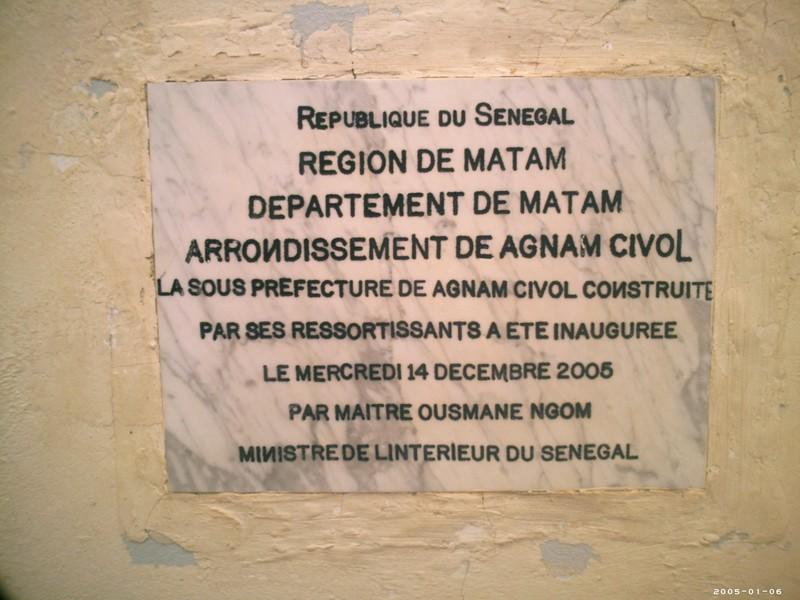 REPUBLIQUE DU SENEGAL
REGION DE MATAM
DEPARTEMENT DE MATAM
ARRONDISSEMENT DE AGNAM CIVOL
LA SOUS PREFECTURE DE AGNAM CIVOL CONSTRUITE
PAR SES RESSORTISSANTS A ETE INAUGUREE
LE MERCREDI 14 DECEMBRE 2005
PAR MAITRE OUSMANE NGOM
MINISTRE DE LINTERIEUR DU SENEGAL
2005-01-06